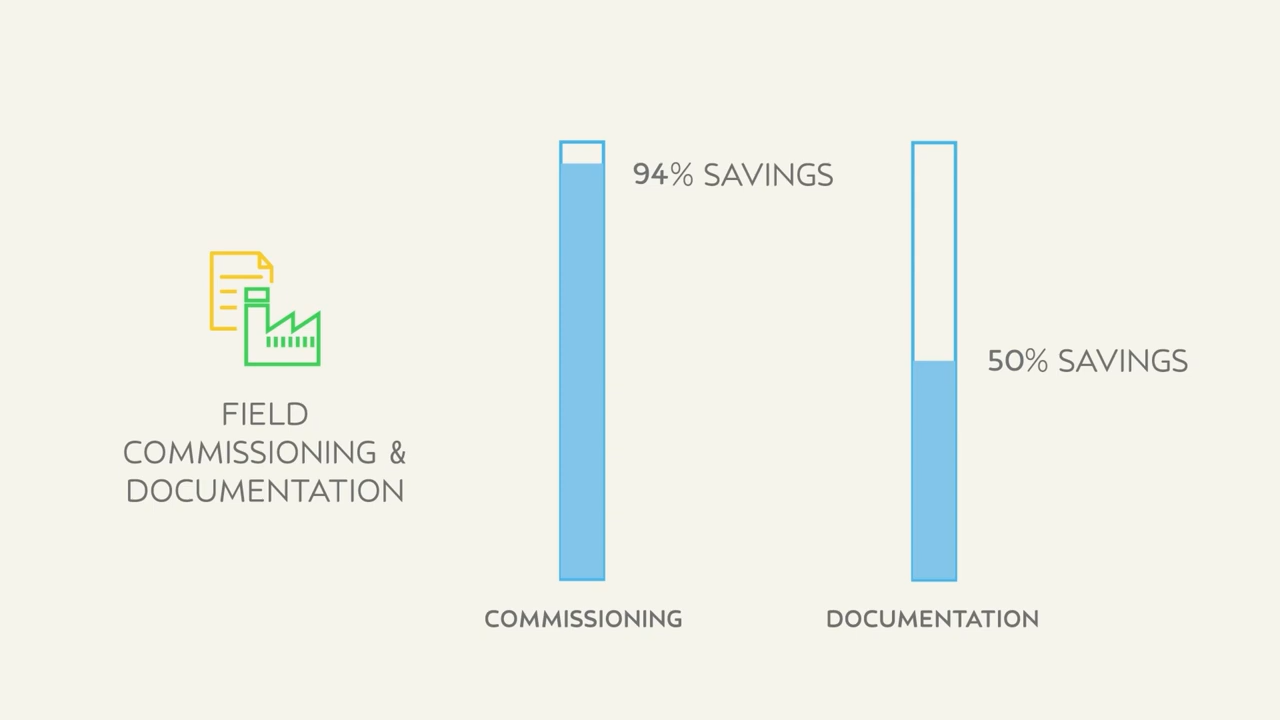 FIELD
COMMISSIONING &
DOCUMENTATION
94% SAVINGS
50% SAVINGS
COMMISSIONING
DOCUMENTATION